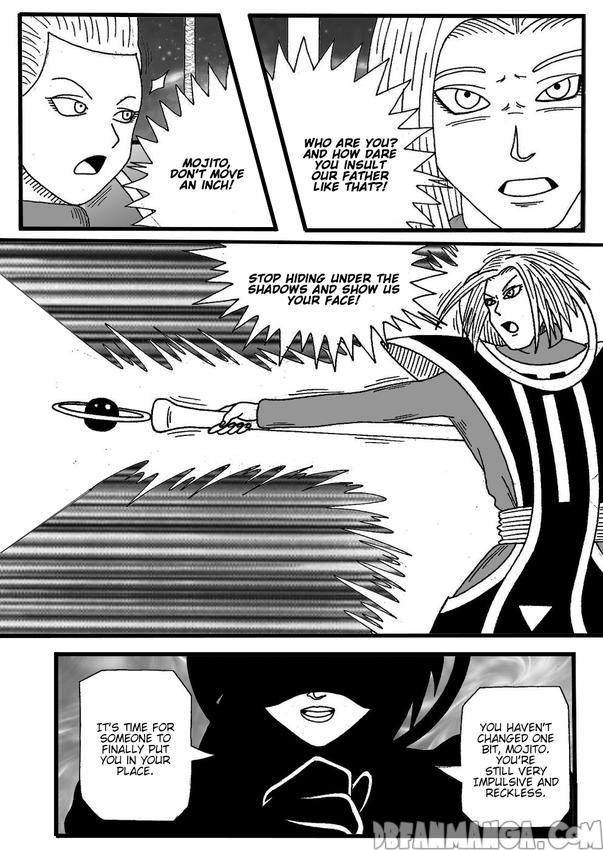 WHO ARE YOU?
AND HOW DARE
YOU INSULT
OUR FATHER
LIKE THAT?!
MOJITO,
DON'T MOVE
AN INCH!
STOP HIDING UNDER THE
SHADOWS AND SHOW US
YOUR FACE!
YOU HAVEN'T
CHANGED ONE
BIT, MOJITO.
YOU'RE
STILL VERY
IMPULSIVE AND
RECKLESS.
IT'S TIME FOR
SOMEONE TO
FINALLY PUT
YOU IN YOUR
PLACE.
DBFANMANGA.COM